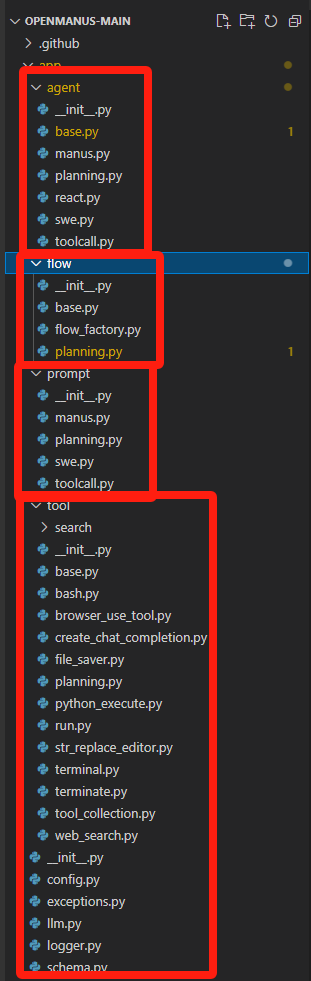 OPENMANUS-MAIN
.github
app
agent
__init__.py
base.py 1
manus.py
planning.py
react.py
swe.py
toolcall.py
flow
__init__.py
base.py
flow_factory.py
planning.py 1
prompt
__init__.py
manus.py
planning.py
swe.py
toolcall.py
tool
search
__init__.py
base.py
bash.py
browser_use_tool.py
create_chat_completion.py
file_saver.py
planning.py
python_execute.py
run.py
str_replace_editor.py
terminal.py
terminate.py
tool_collection.py
web_search.py
__init__.py
config.py
exceptions.py
llm.py
logger.py
schema.py